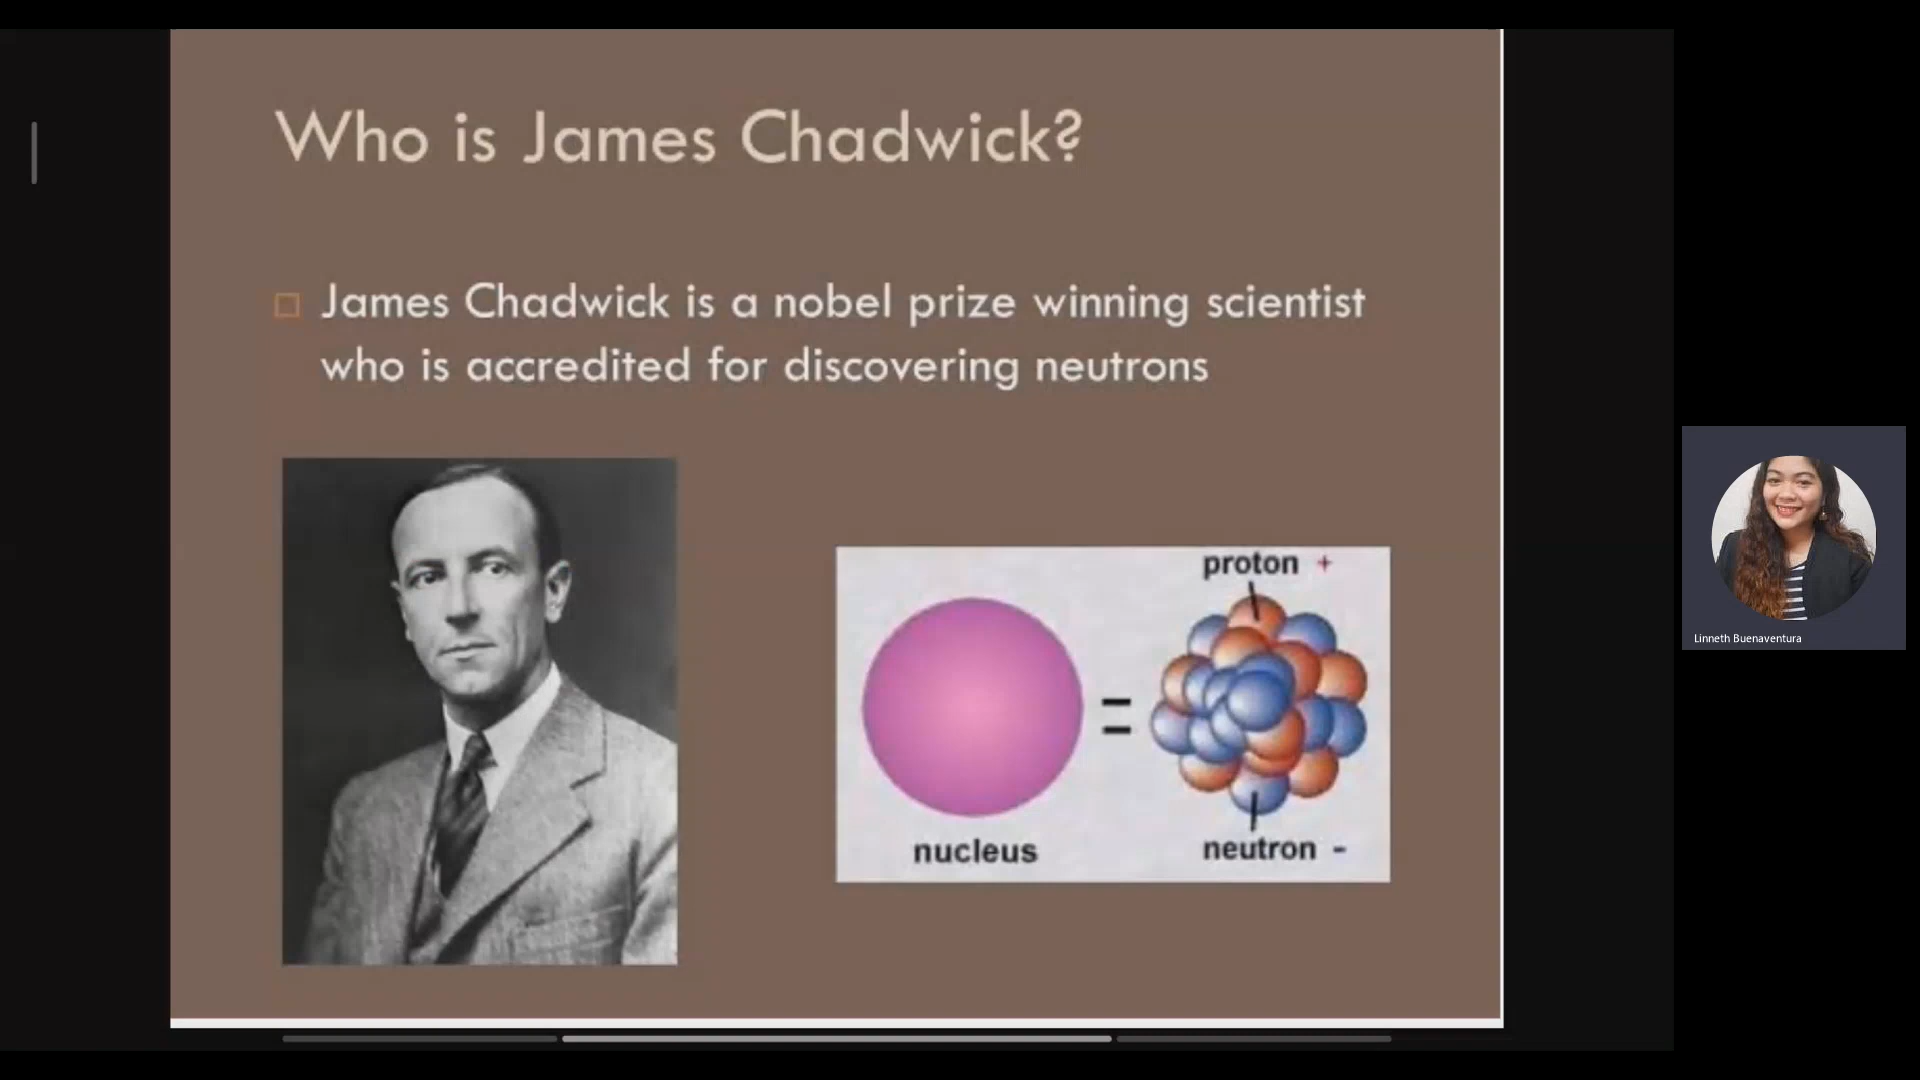 Who is James Chadwick?
James Chadwick is a nobel prize winning scientist
who is accredited for discovering neutrons
proton +
=
nucleus
neutron -
Linneth Buenaventura